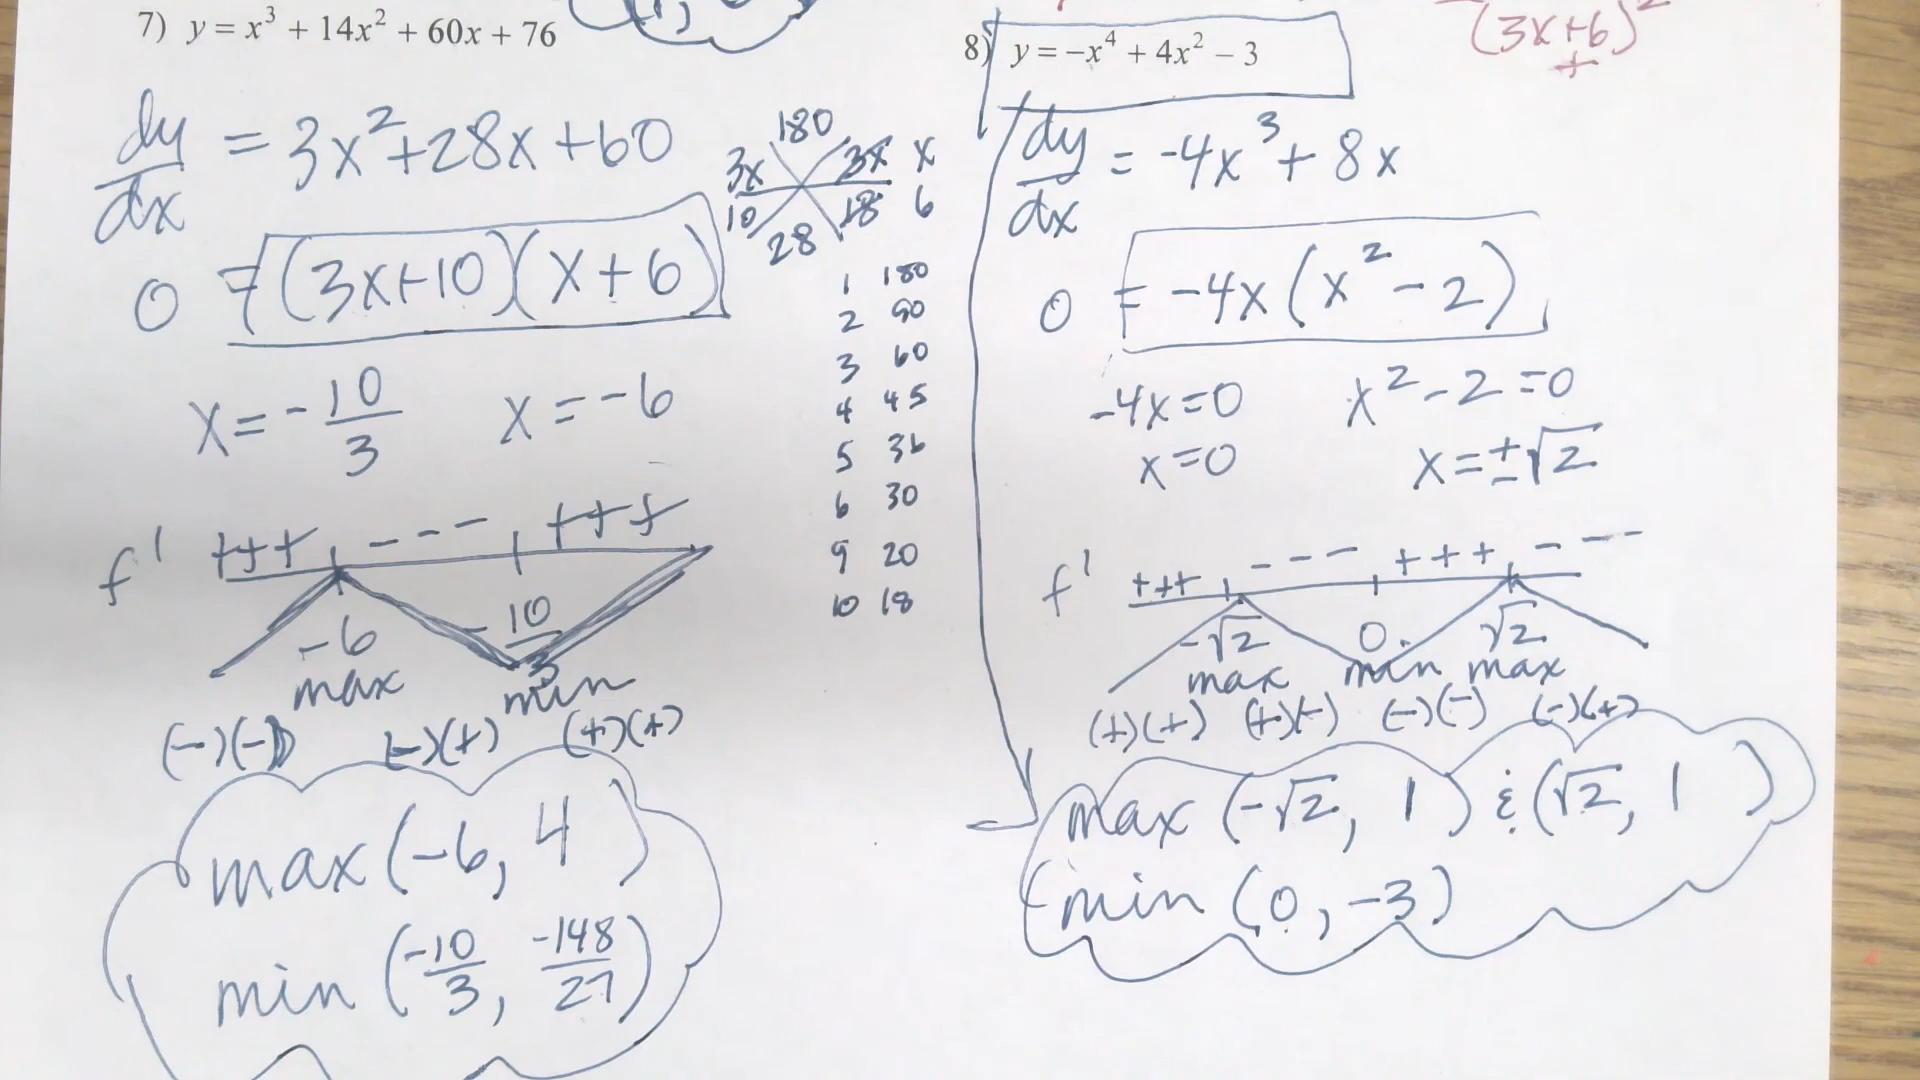 7) y = x³ + 14x² + 60x + 76
dy/dx = 3x² + 28x + 60
180
3x 3x x
10 18 6
28
0 = (3x+10)(x+6)
1 180
2 90
3 60
4 45
5 36
6 30
9 20
10 18
x = -10/3 x = -6
f' +++ --- +++
-6 -10/3
max min
(-)(-) (-)(+) (+)(+)
max (-6, 4)
min (-10/3, -148/27)
(3x+6)²
+
8) y = -x⁴ + 4x² - 3
dy/dx = -4x³ + 8x
0 = -4x(x² - 2)
-4x=0 x²-2=0
x=0 x=±√2
f' +++ --- +++ ---
-√2 0 √2
max min max
(+)(+) (+)(-) (-)(-) (-)(+)
max (-√2, 1) & (√2, 1)
min (0, -3)